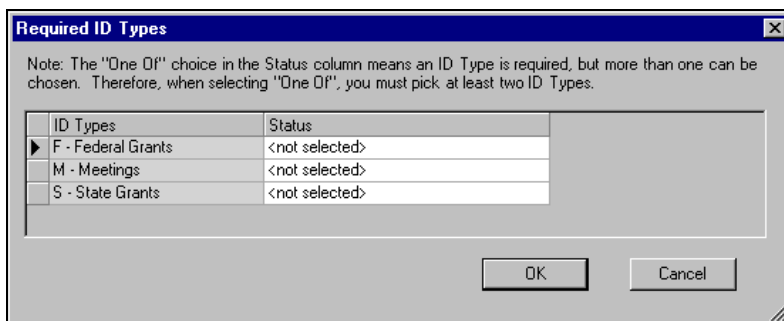 Required ID Types
Note: The "One Of" choice in the Status column means an ID Type is required, but more than one can be
chosen. Therefore, when selecting "One Of", you must pick at least two ID Types.
ID Types Status
F - Federal Grants <not selected>
M - Meetings <not selected>
S - State Grants <not selected>
OK Cancel